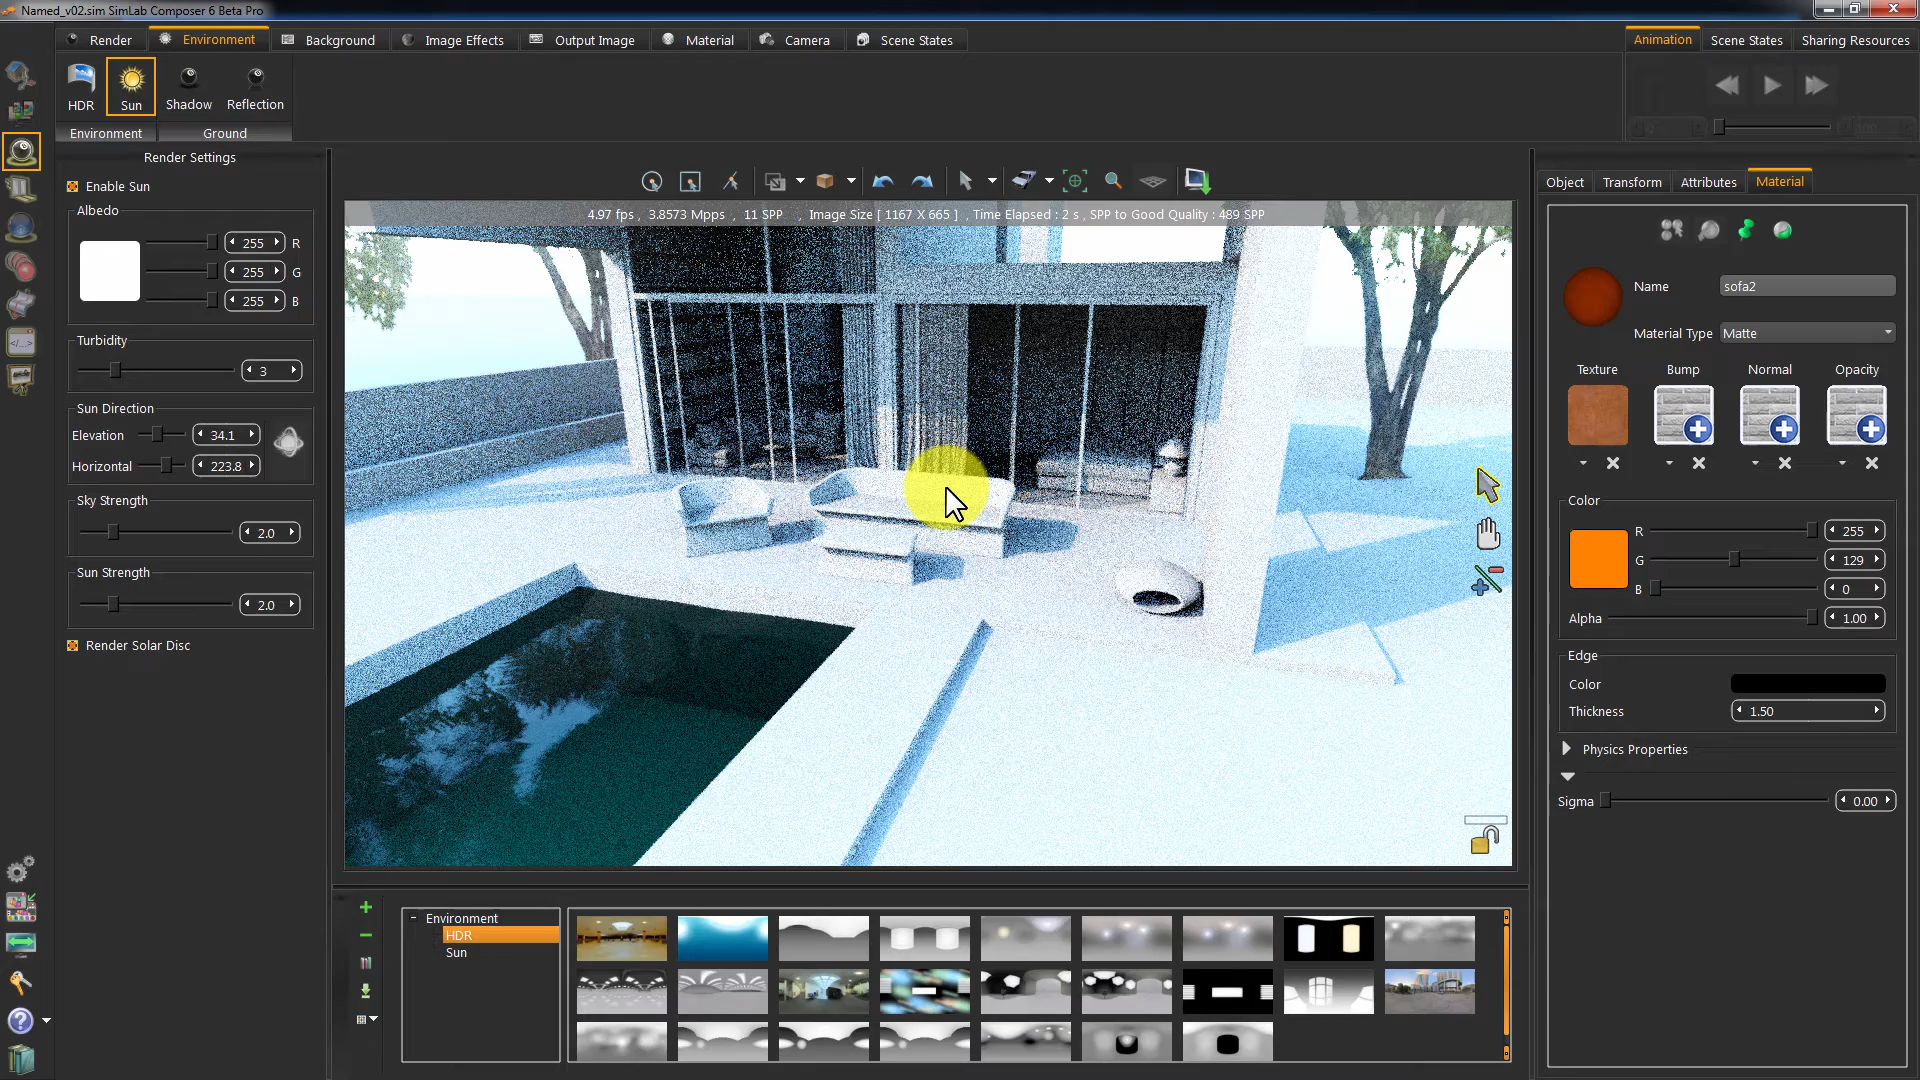 Named_v02.sim SimLab Composer 6 Beta Pro
Render
Environment
Background
Image Effects
Output Image
Material
Camera
Scene States
Animation
Scene States
Sharing Resources
HDR
Sun
Shadow
Reflection
Environment
Ground
Render Settings
Enable Sun
Albedo
255 R
255 G
255 B
Turbidity
3
Sun Direction
Elevation 34.1
Horizontal 223.8
Sky Strength
2.0
Sun Strength
2.0
Render Solar Disc
4.97 fps , 3.8573 Mpps , 11 SPP , Image Size [ 1167 X 665 ] , Time Elapsed : 2 s , SPP to Good Quality : 489 SPP
Environment
HDR
Sun
Object
Transform
Attributes
Material
Name sofa2
Material Type Matte
Texture Bump Normal Opacity
Color
R 255
G 129
B 0
Alpha 1.00
Edge
Color
Thickness 1.50
Physics Properties
Sigma 0.00